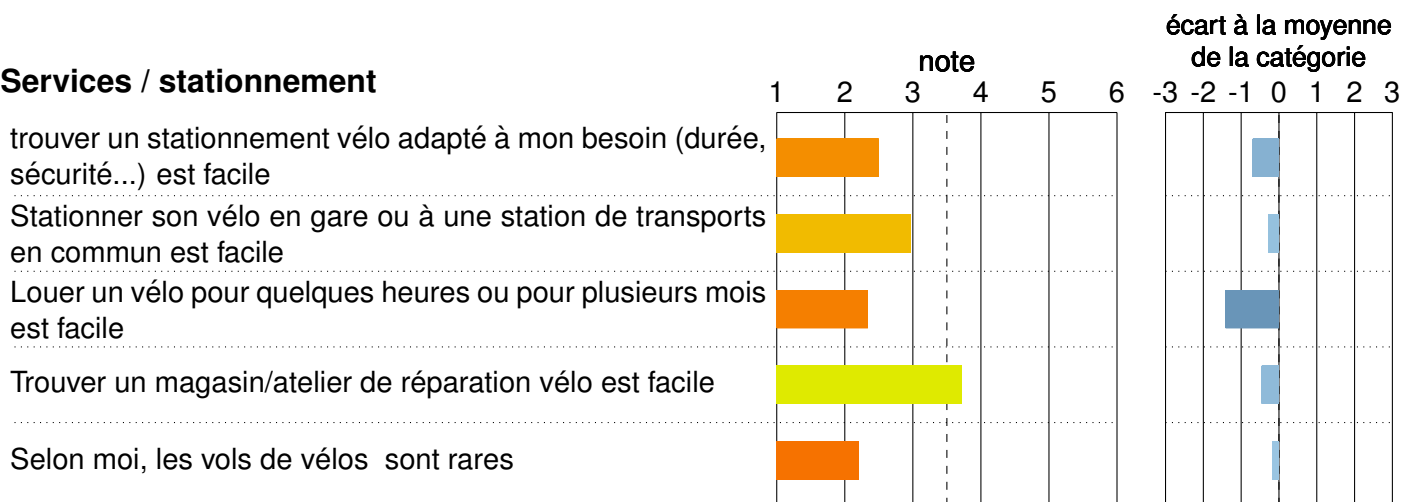 écart à la moyenne
note de la catégorie
Services / stationnement
1 2 3 4 5 6 -3 -2 -1 0 1 2 3
trouver un stationnement vélo adapté à mon besoin (durée,
sécurité...) est facile
Stationner son vélo en gare ou à une station de transports
en commun est facile
Louer un vélo pour quelques heures ou pour plusieurs mois
est facile
Trouver un magasin/atelier de réparation vélo est facile
Selon moi, les vols de vélos sont rares